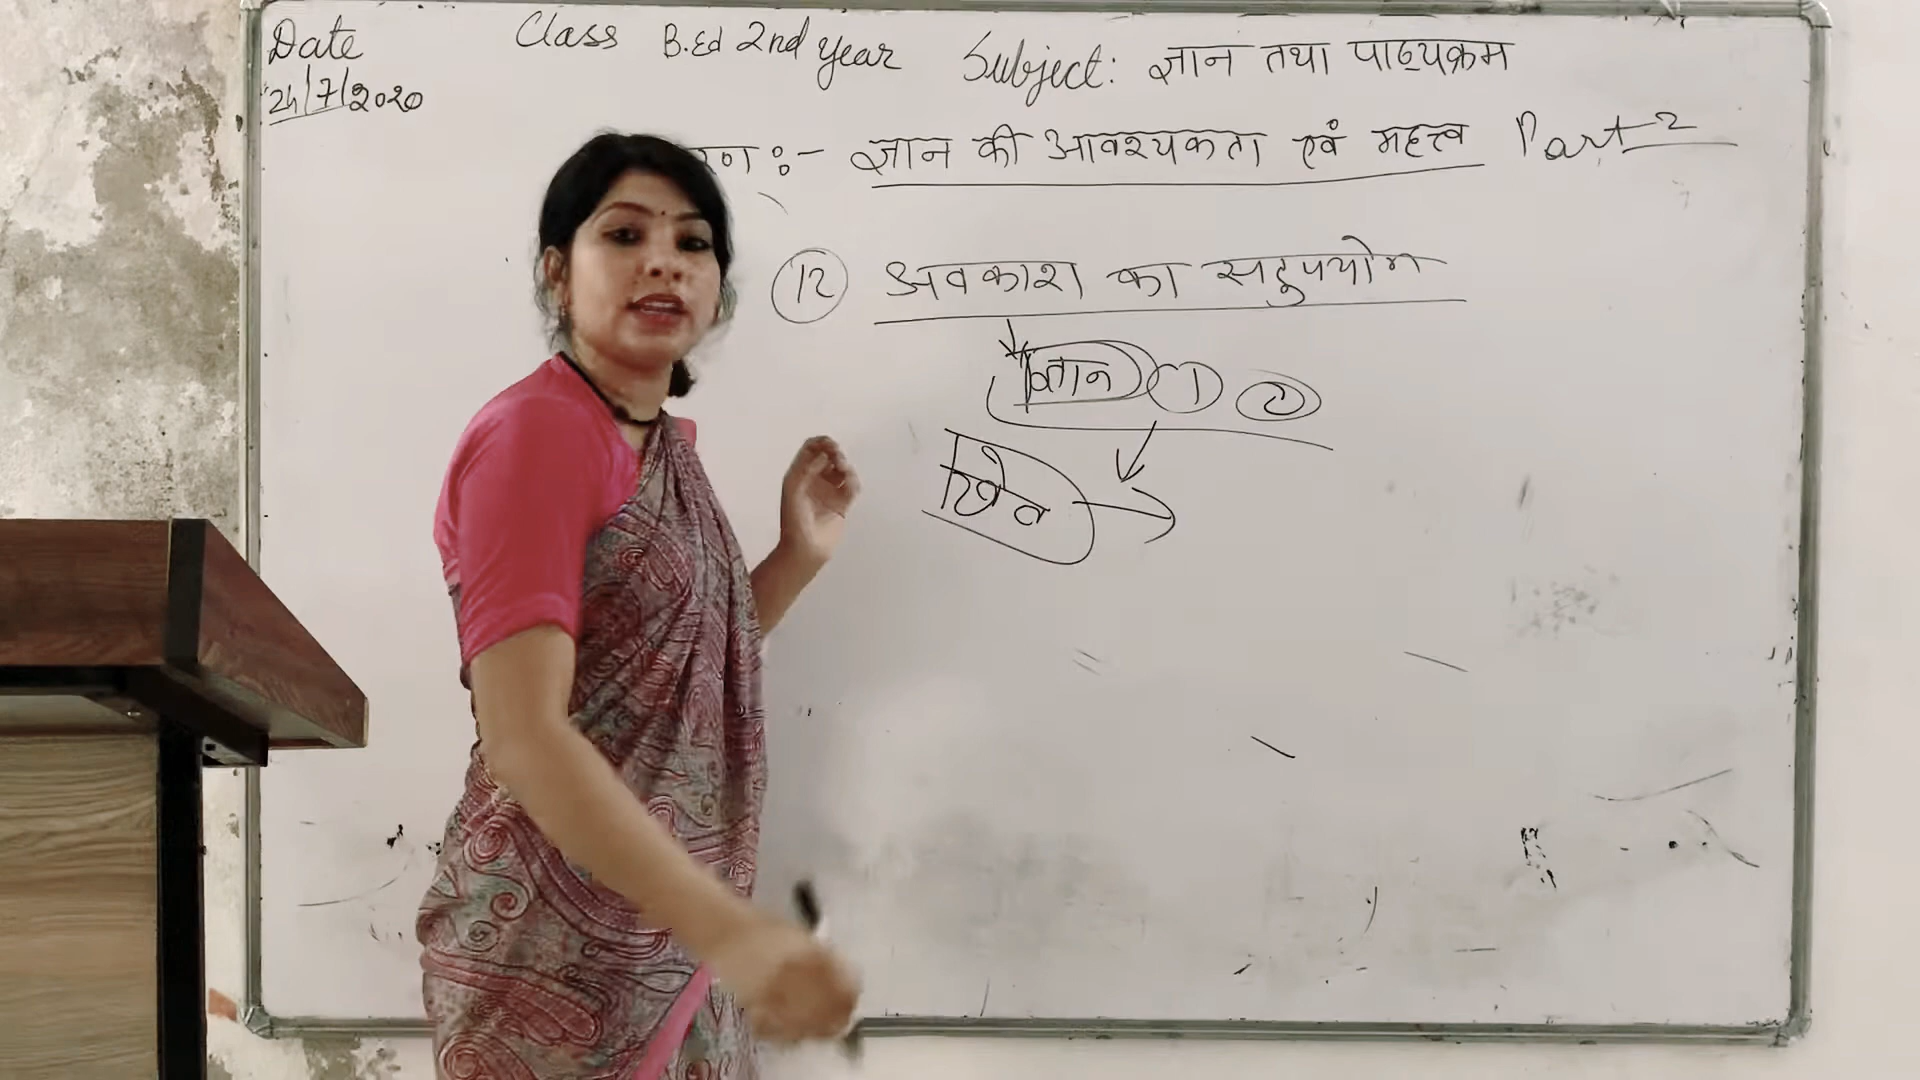 Date Class B.Ed 2nd year Subject: ज्ञान तथा पाठ्यक्रम
24/7/2020
रण :- ज्ञान की आवश्यकता एवं महत्त्व Part-2
12 अवकाश का सदुपयोग
1 2